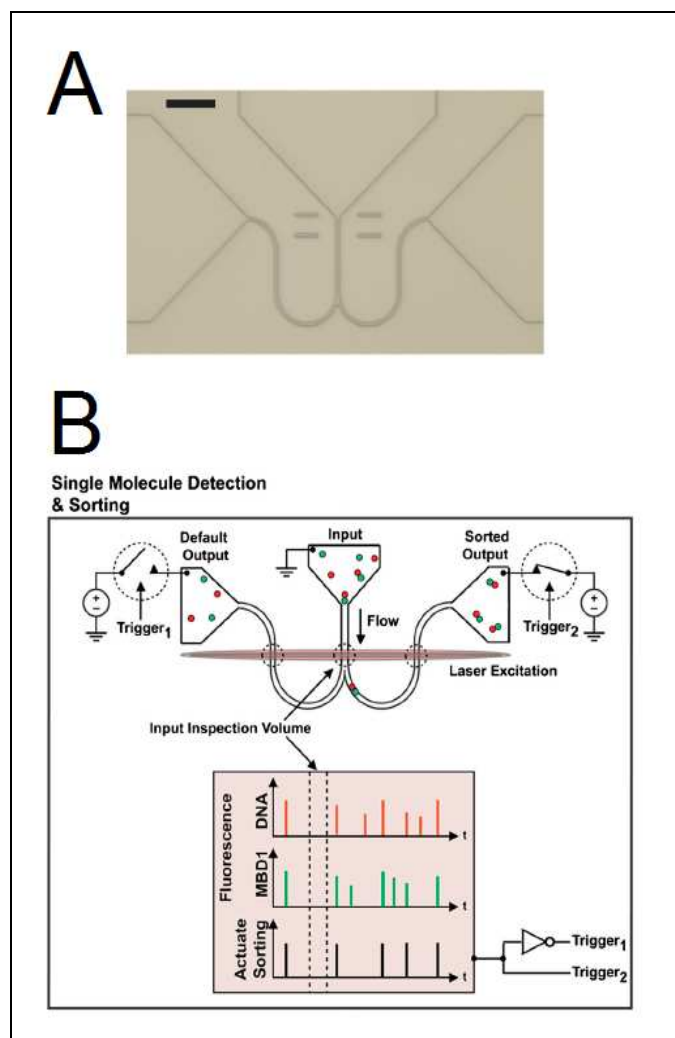 A
B
Single Molecule Detection
& Sorting
Default
Output
Input
Sorted
Output
+
−
+
−
Trigger1
Flow
Trigger2
Laser Excitation
Input Inspection Volume
Fluorescence
DNA
t
MBD1
t
Actuate
Sorting
t
Trigger1
Trigger2